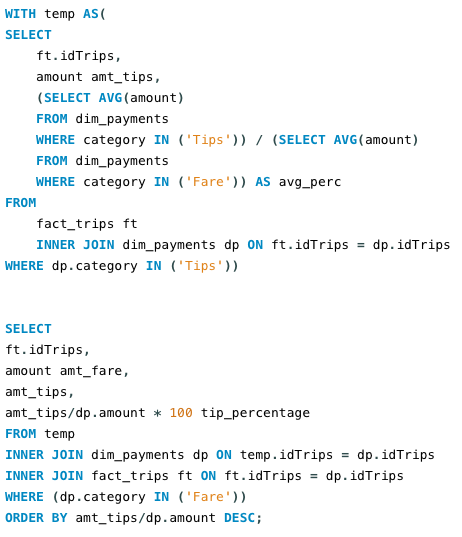 WITH temp AS(
SELECT
    ft.idTrips,
    amount amt_tips,
    (SELECT AVG(amount)
    FROM dim_payments
    WHERE category IN ('Tips')) / (SELECT AVG(amount)
    FROM dim_payments
    WHERE category IN ('Fare')) AS avg_perc
FROM
    fact_trips ft
    INNER JOIN dim_payments dp ON ft.idTrips = dp.idTrips
WHERE dp.category IN ('Tips'))
SELECT
ft.idTrips,
amount amt_fare,
amt_tips,
amt_tips/dp.amount * 100 tip_percentage
FROM temp
INNER JOIN dim_payments dp ON temp.idTrips = dp.idTrips
INNER JOIN fact_trips ft ON ft.idTrips = dp.idTrips
WHERE (dp.category IN ('Fare'))
ORDER BY amt_tips/dp.amount DESC;